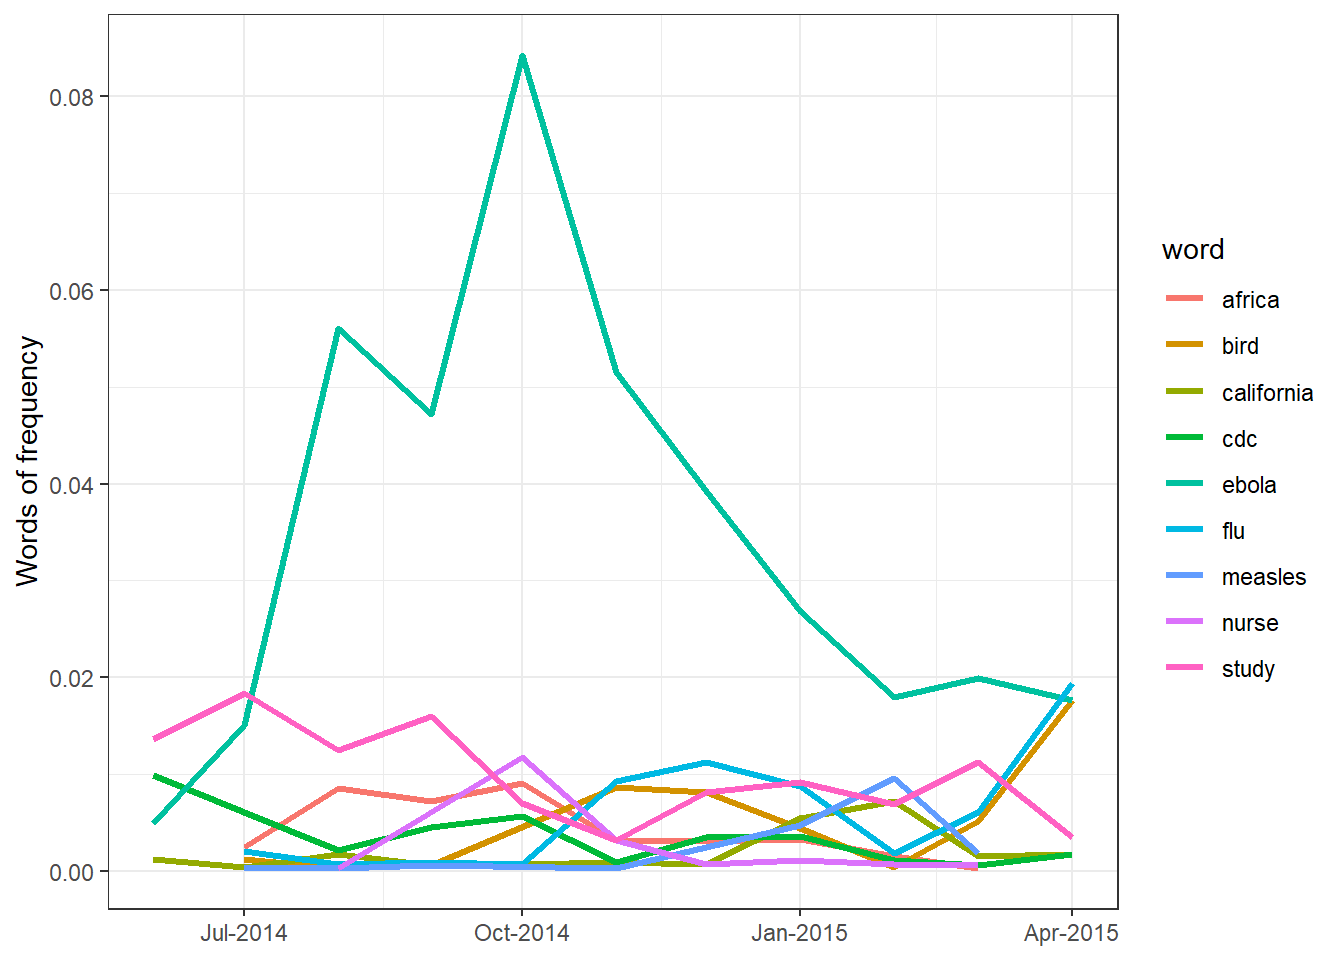 Words of frequency
0.08
0.06
0.04
0.02
0.00
Jul-2014
Oct-2014
Jan-2015
Apr-2015
word
africa
bird
california
cdc
ebola
flu
measles
nurse
study